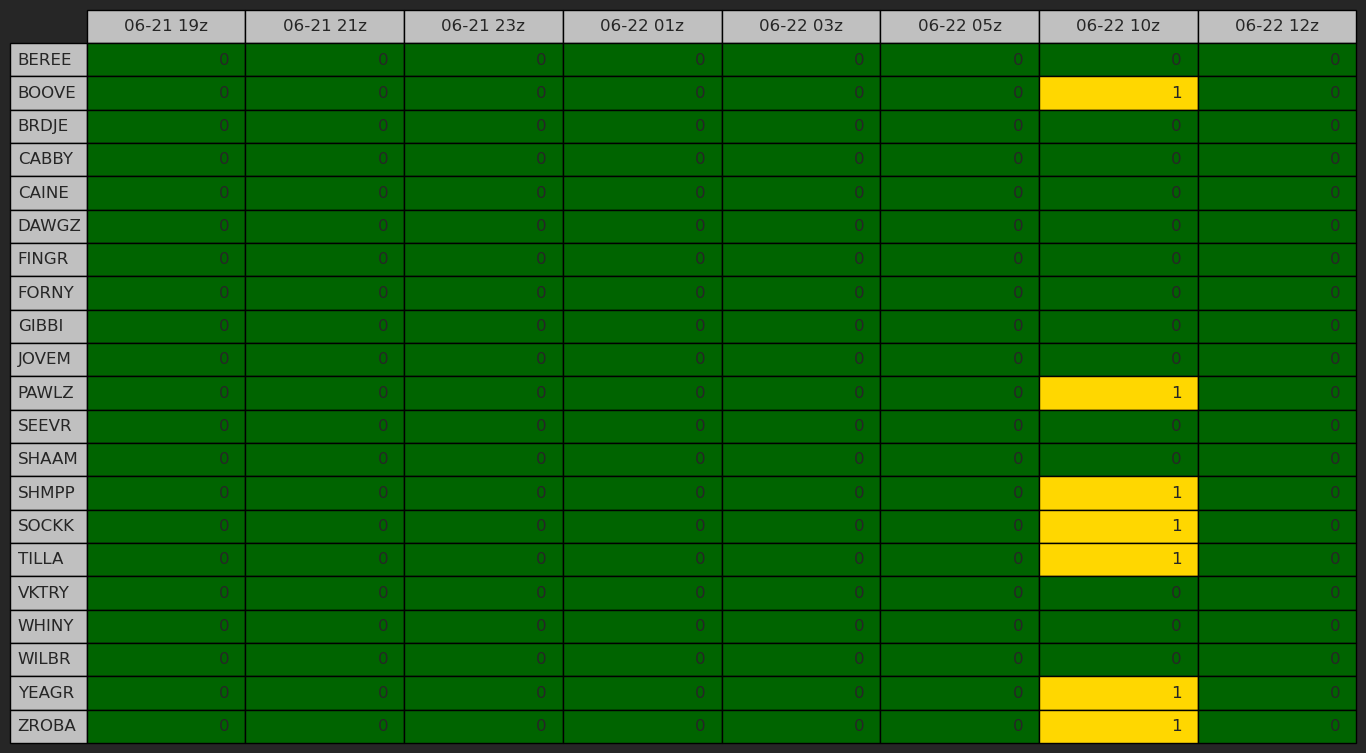 06-21 19z 06-21 21z 06-21 23z 06-22 01z 06-22 03z 06-22 05z 06-22 10z 06-22 12z
BEREE 0 0 0 0 0 0 0 0
BOOVE 0 0 0 0 0 0 1 0
BRDJE 0 0 0 0 0 0 0 0
CABBY 0 0 0 0 0 0 0 0
CAINE 0 0 0 0 0 0 0 0
DAWGZ 0 0 0 0 0 0 0 0
FINGR 0 0 0 0 0 0 0 0
FORNY 0 0 0 0 0 0 0 0
GIBBI 0 0 0 0 0 0 0 0
JOVEM 0 0 0 0 0 0 0 0
PAWLZ 0 0 0 0 0 0 1 0
SEEVR 0 0 0 0 0 0 0 0
SHAAM 0 0 0 0 0 0 0 0
SHMPP 0 0 0 0 0 0 1 0
SOCKK 0 0 0 0 0 0 1 0
TILLA 0 0 0 0 0 0 1 0
VKTRY 0 0 0 0 0 0 0 0
WHINY 0 0 0 0 0 0 0 0
WILBR 0 0 0 0 0 0 0 0
YEAGR 0 0 0 0 0 0 1 0
ZROBA 0 0 0 0 0 0 1 0